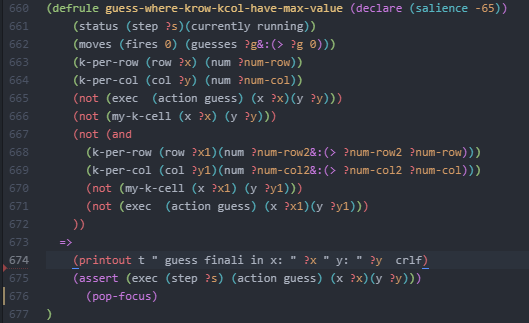 660 (defrule guess-where-krow-kcol-have-max-value (declare (salience -65))
661 (status (step ?s)(currently running))
662 (moves (fires 0) (guesses ?g&:(> ?g 0)))
663 (k-per-row (row ?x) (num ?num-row))
664 (k-per-col (col ?y) (num ?num-col))
665 (not (exec (action guess) (x ?x)(y ?y)))
666 (not (my-k-cell (x ?x) (y ?y)))
667 (not (and
668 (k-per-row (row ?x1)(num ?num-row2&:(> ?num-row2 ?num-row)))
669 (k-per-col (col ?y1)(num ?num-col2&:(> ?num-col2 ?num-col)))
670 (not (my-k-cell (x ?x1) (y ?y1)))
671 (not (exec (action guess) (x ?x1)(y ?y1)))
672 ))
673 =>
674 (printout t " guess finali in x: " ?x " y: " ?y crlf)
675 (assert (exec (step ?s) (action guess) (x ?x)(y ?y)))
676 (pop-focus)
677 )